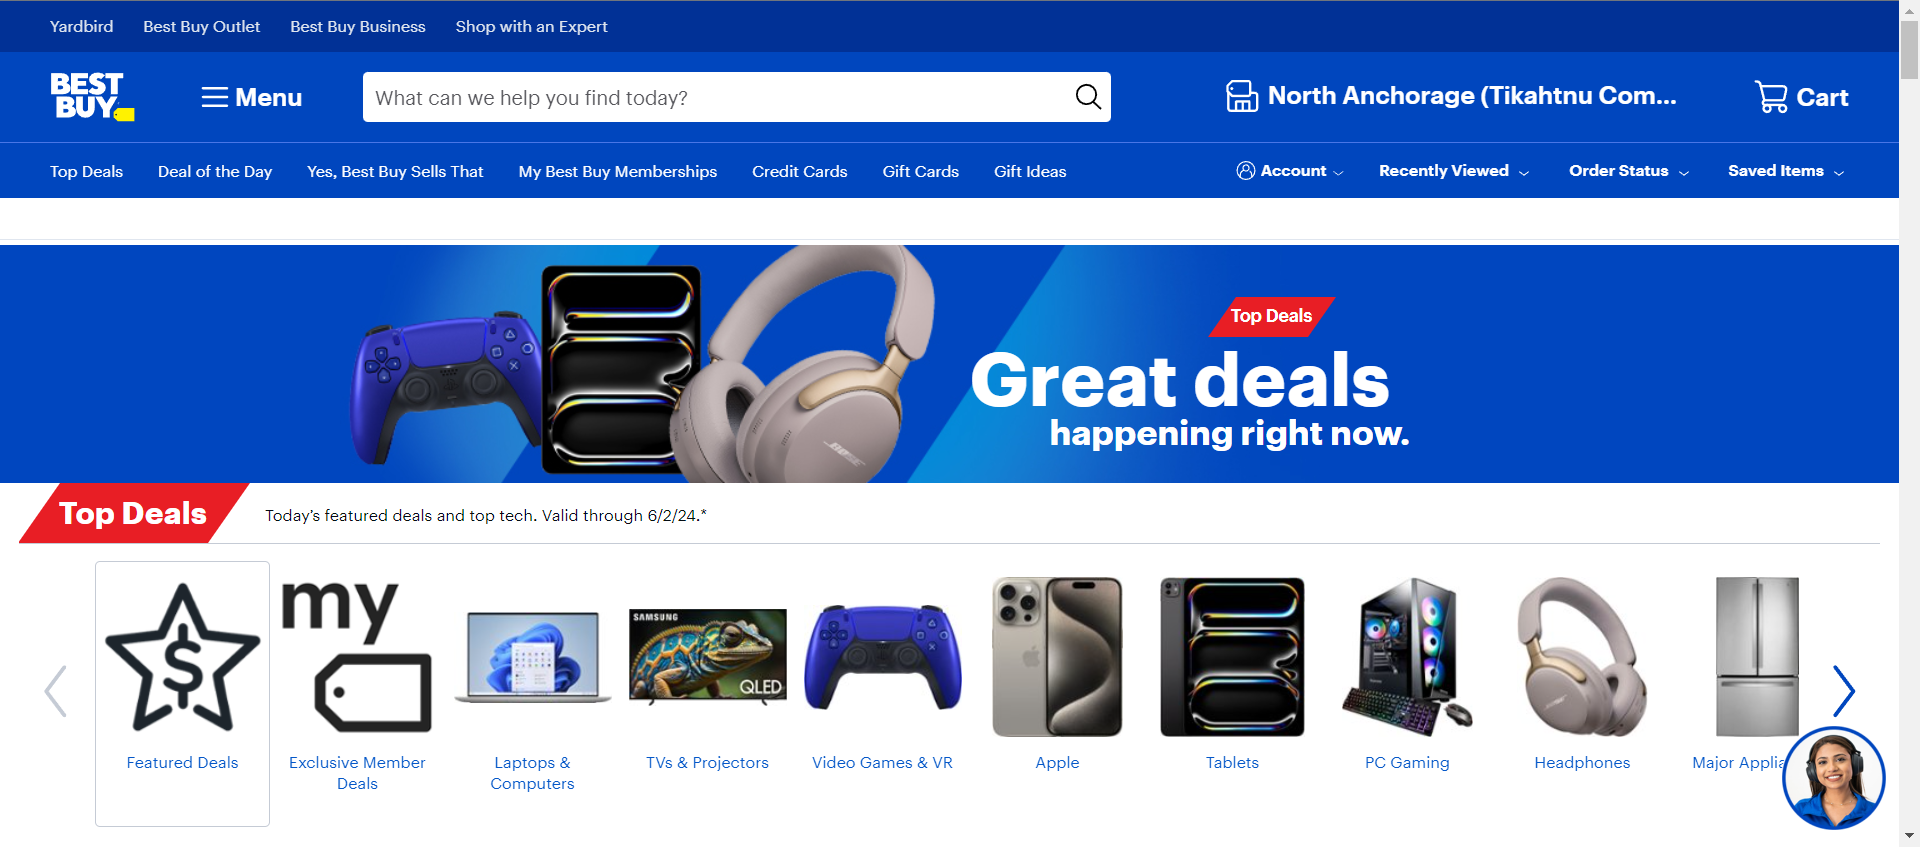 Yardbird Best Buy Outlet Best Buy Business Shop with an Expert
BEST
BUY
Menu
What can we help you find today?
North Anchorage (Tikahtnu Com...
Cart
Top Deals Deal of the Day Yes, Best Buy Sells That My Best Buy Memberships Credit Cards Gift Cards Gift Ideas
Account Recently Viewed Order Status Saved Items
BOSE
Top Deals
Great deals
happening right now.
Top Deals
Today's featured deals and top tech. Valid through 6/2/24.*
$
my
SAMSUNG
QLED
Featured Deals
Exclusive Member
Deals
Laptops &
Computers
TVs & Projectors
Video Games & VR
Apple
Tablets
PC Gaming
Headphones
Major Applia